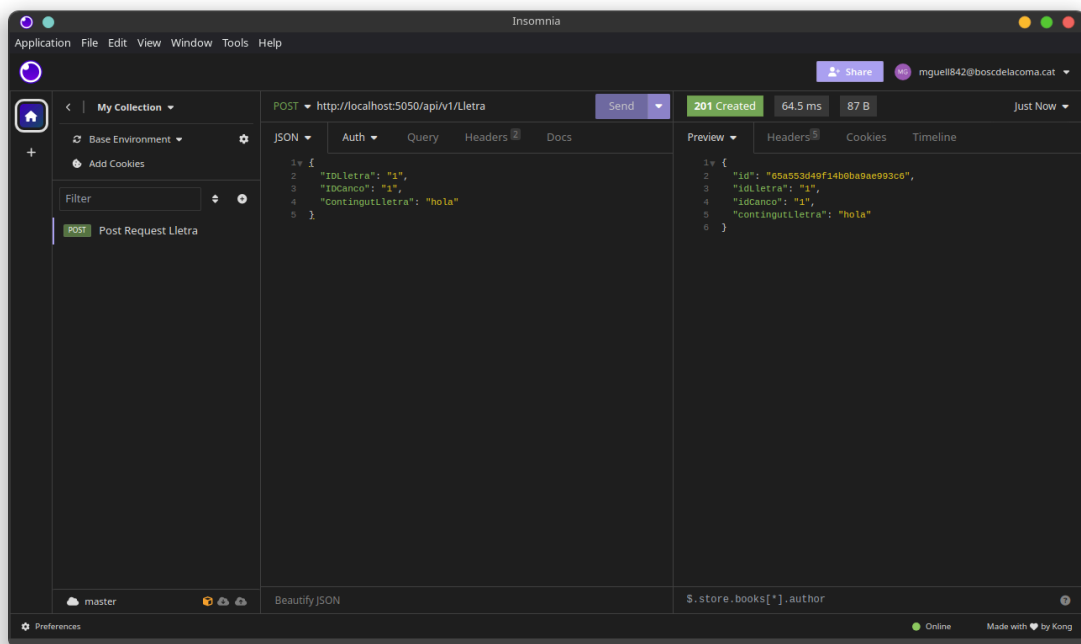 Insomnia
Application File Edit View Window Tools Help
Share
MG
mguell842@boscdelacoma.cat
My Collection
Base Environment
Add Cookies
Filter
POST Post Request Lletra
master
POST http://localhost:5050/api/v1/Lletra Send
JSON Auth Query Headers 2 Docs
1 {
2 "IDLletra": "1",
3 "IDCanco": "1",
4 "ContingutLletra": "hola"
5 }
Beautify JSON
201 Created 64.5 ms 87 B Just Now
Preview Headers 5 Cookies Timeline
1 {
2 "id": "65a553d49f14b0ba9ae993c6",
3 "idLletra": "1",
4 "idCanco": "1",
5 "contingutLletra": "hola"
6 }
$.store.books[*].author
Preferences
Online Made with ♥ by Kong